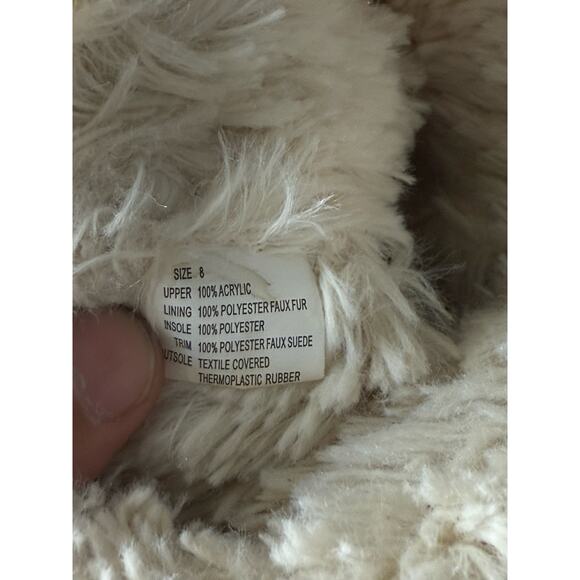 SIZE 8
UPPER 100% ACRYLIC
LINING 100% POLYESTER FAUX FUR
INSOLE 100% POLYESTER
TRIM 100% POLYESTER FAUX SUEDE
UTSOLE TEXTILE COVERED
THERMOPLASTIC RUBBER